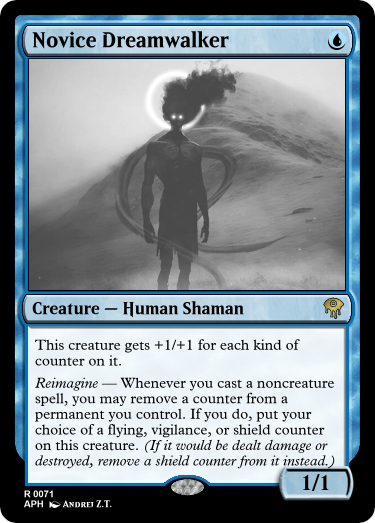 Novice Dreamwalker
Creature — Human Shaman
This creature gets +1/+1 for each kind of
counter on it.
Reimagine — Whenever you cast a noncreature
spell, you may remove a counter from a
permanent you control. If you do, put your
choice of a flying, vigilance, or shield counter
on this creature. (If it would be dealt damage or
destroyed, remove a shield counter from it instead.)
1/1
R 0071
APH Andrej Z.T.